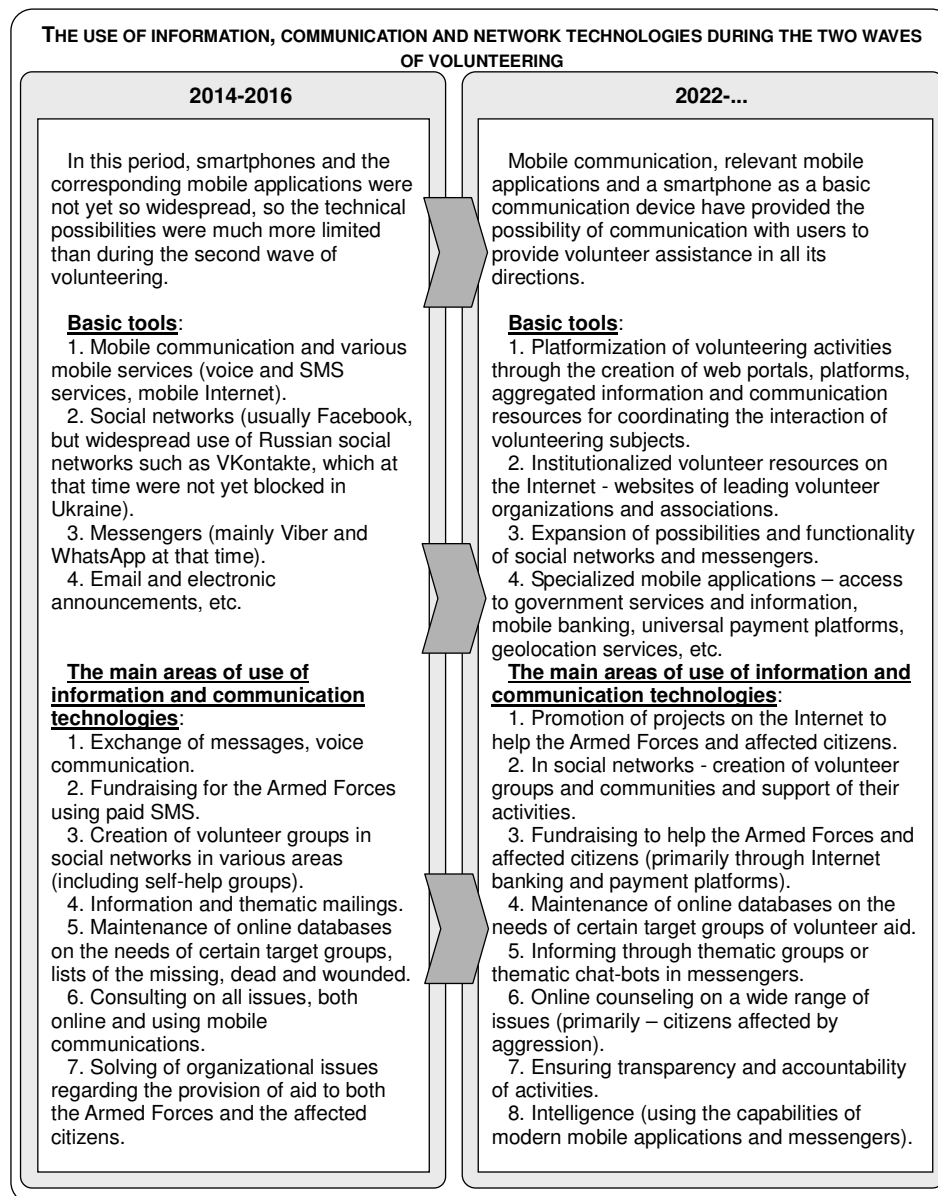 THE USE OF INFORMATION, COMMUNICATION AND NETWORK TECHNOLOGIES DURING THE TWO WAVES
OF VOLUNTEERING
2014-2016
In this period, smartphones and the
corresponding mobile applications were
not yet so widespread, so the technical
possibilities were much more limited
than during the second wave of
volunteering.
Basic tools:
1. Mobile communication and various
mobile services (voice and SMS
services, mobile Internet).
2. Social networks (usually Facebook,
but widespread use of Russian social
networks such as VKontakte, which at
that time were not yet blocked in
Ukraine).
3. Messengers (mainly Viber and
WhatsApp at that time).
4. Email and electronic
announcements, etc.
The main areas of use of
information and communication
technologies:
1. Exchange of messages, voice
communication.
2. Fundraising for the Armed Forces
using paid SMS.
3. Creation of volunteer groups in
social networks in various areas
(including self-help groups).
4. Information and thematic mailings.
5. Maintenance of online databases
on the needs of certain target groups,
lists of the missing, dead and wounded.
6. Consulting on all issues, both
online and using mobile
communications.
7. Solving of organizational issues
regarding the provision of aid to both
the Armed Forces and the affected
citizens.
2022-...
Mobile communication, relevant mobile
applications and a smartphone as a basic
communication device have provided the
possibility of communication with users to
provide volunteer assistance in all its
directions.
Basic tools:
1. Platformization of volunteering activities
through the creation of web portals, platforms,
aggregated information and communication
resources for coordinating the interaction of
volunteering subjects.
2. Institutionalized volunteer resources on
the Internet - websites of leading volunteer
organizations and associations.
3. Expansion of possibilities and functionality
of social networks and messengers.
4. Specialized mobile applications – access
to government services and information,
mobile banking, universal payment platforms,
geolocation services, etc.
The main areas of use of information and
communication technologies:
1. Promotion of projects on the Internet to
help the Armed Forces and affected citizens.
2. In social networks - creation of volunteer
groups and communities and support of their
activities.
3. Fundraising to help the Armed Forces and
affected citizens (primarily through Internet
banking and payment platforms).
4. Maintenance of online databases on the
needs of certain target groups of volunteer aid.
5. Informing through thematic groups or
thematic chat-bots in messengers.
6. Online counseling on a wide range of
issues (primarily – citizens affected by
aggression).
7. Ensuring transparency and accountability
of activities.
8. Intelligence (using the capabilities of
modern mobile applications and messengers).